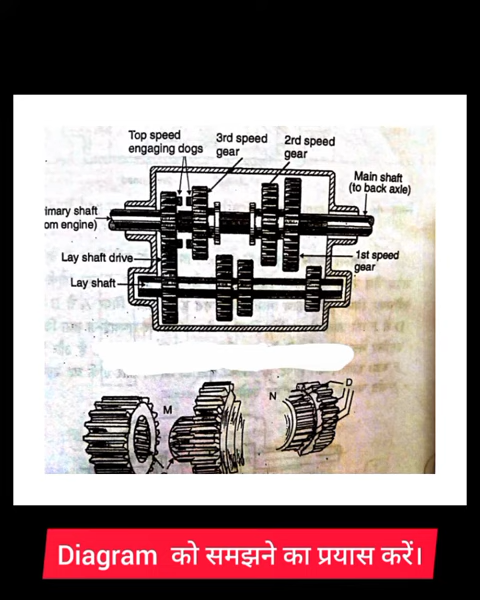 Top speed
engaging dogs
3rd speed
gear
2nd speed
gear
Main shaft
(to back axle)
imary shaft
om engine)
Lay shaft drive
Lay shaft
1st speed
gear
M
N
D
Diagram को समझने का प्रयास करें।